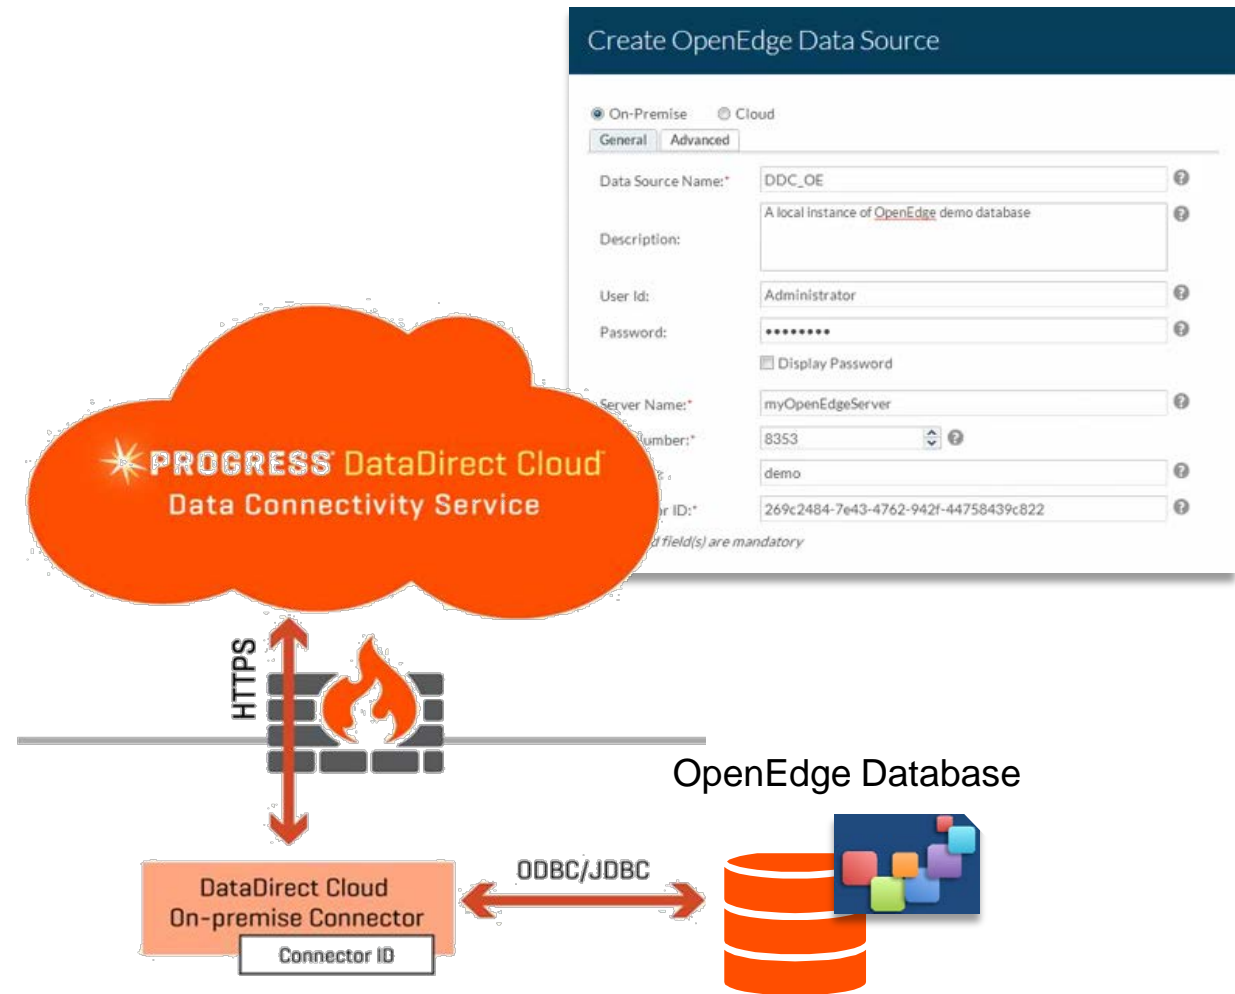 Create OpenEdge Data Source
On-Premise Cloud
General Advanced
Data Source Name:* DDC_OE
A local instance of OpenEdge demo database
Description:
User Id: Administrator
Password: ••••••••
Display Password
Server Name:* myOpenEdgeServer
umber:* 8353
demo
r ID:* 269c2484-7e43-4762-942f-44758439c822
d field(s) are mandatory
PROGRESS DataDirect Cloud
Data Connectivity Service
HTTPS
OpenEdge Database
ODBC/JDBC
DataDirect Cloud
On-premise Connector
Connector ID